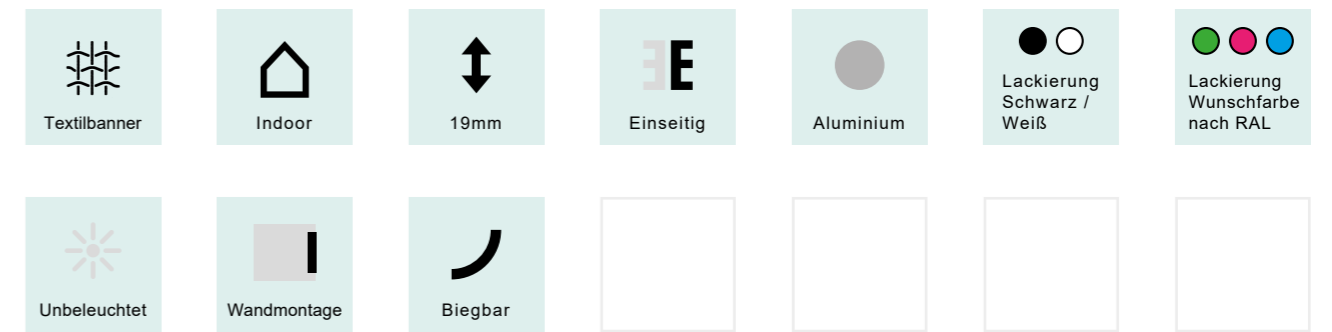 Textilbanner
Indoor
19mm
Einseitig
Aluminium
Lackierung
Schwarz /
Weiß
Lackierung
Wunschfarbe
nach RAL
Unbeleuchtet
Wandmontage
Biegbar